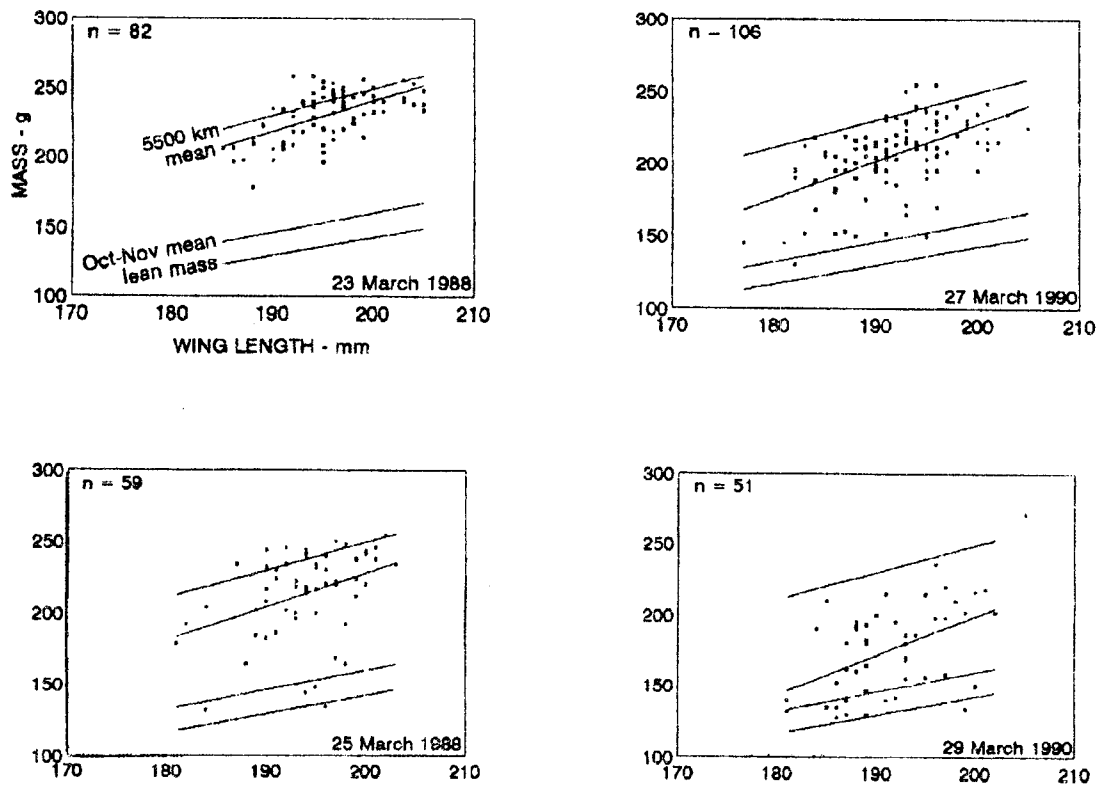 300
n = 82
250
5500 km
mean
200
MASS - g
150
Oct-Nov mean
lean mass
100
23 March 1988
170 180 190 200 210
WING LENGTH - mm
300
n - 106
250
200
150
100
27 March 1990
170 180 190 200 210
300
n = 59
250
200
150
100
25 March 1988
170 180 190 200 210
300
n = 51
250
200
150
100
29 March 1990
170 180 190 200 210